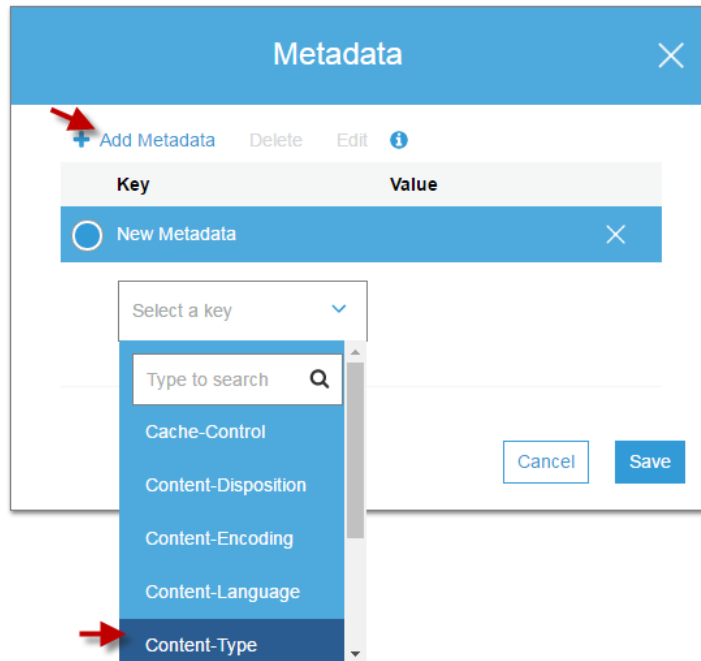 Metadata
Add Metadata Delete Edit
Key Value
New Metadata
Select a key
Type to search
Cache-Control
Content-Disposition
Content-Encoding
Cancel Save
Content-Language
Content-Type